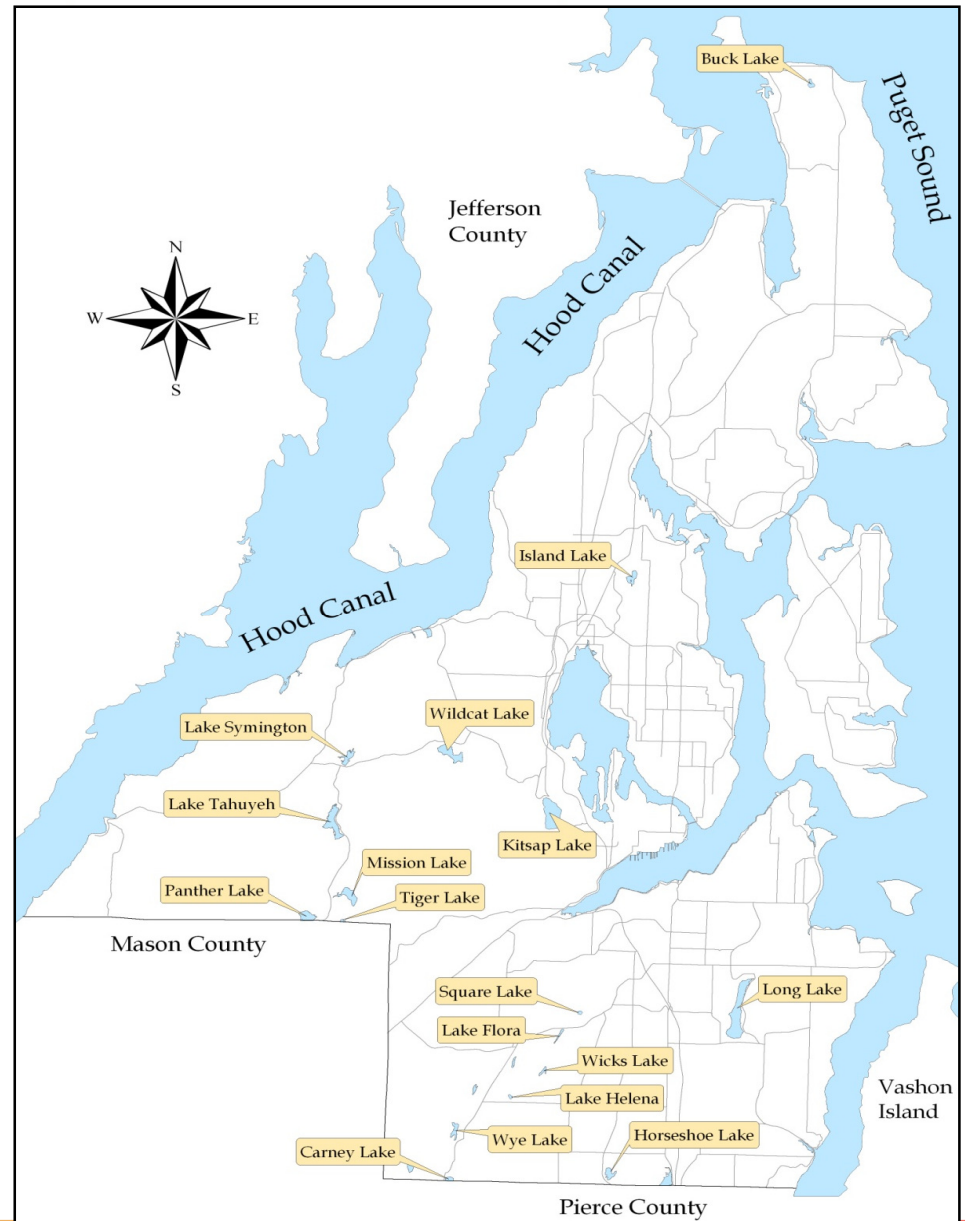 Buck Lake
Puget Sound
Jefferson
County
Hood Canal
N
W
E
S
Island Lake
Hood Canal
Wildcat Lake
Lake Symington
Lake Tahuyeh
Kitsap Lake
Mission Lake
Panther Lake
Tiger Lake
Mason County
Square Lake
Long Lake
Lake Flora
Wicks Lake
Lake Helena
Vashon
Island
Wye Lake
Horseshoe Lake
Carney Lake
Pierce County